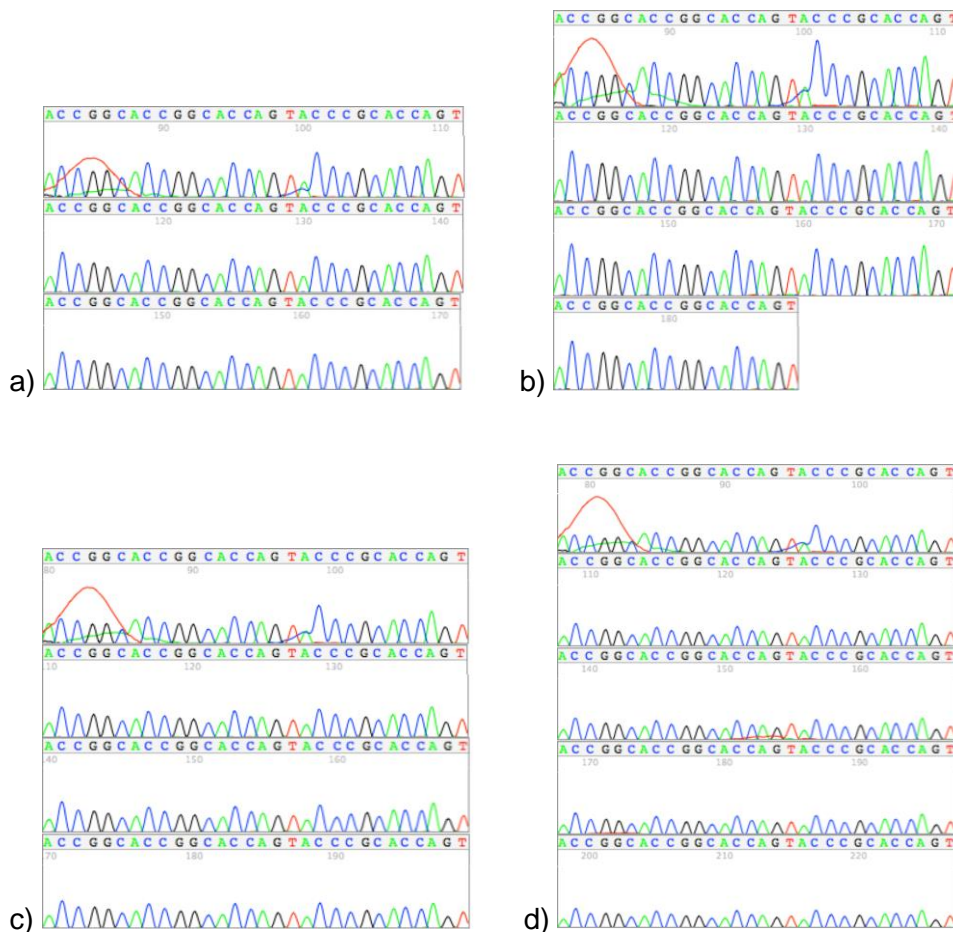 ACCGGCACCGGCACCAGTACCCGCACCAGT
90 100 110
ACCGGCACCGGCACCAGTACCCGCACCAGT
120 130 140
ACCGGCACCGGCACCAGTACCCGCACCAGT
150 160 170
a)
ACCGGCACCGGCACCAGTACCCGCACCAGT
90 100 110
ACCGGCACCGGCACCAGTACCCGCACCAGT
120 130 140
ACCGGCACCGGCACCAGTACCCGCACCAGT
150 160 170
ACCGGCACCGGCACCAGT
180
b)
ACCGGCACCGGCACCAGTACCCGCACCAGT
80 90 100
ACCGGCACCGGCACCAGTACCCGCACCAGT
110 120 130
ACCGGCACCGGCACCAGTACCCGCACCAGT
140 150 160
ACCGGCACCGGCACCAGTACCCGCACCAGT
70 180 190
c)
ACCGGCACCGGCACCAGTACCCGCACCAGT
80 90 100
ACCGGCACCGGCACCAGTACCCGCACCAGT
110 120 130
ACCGGCACCGGCACCAGTACCCGCACCAGT
140 150 160
ACCGGCACCGGCACCAGTACCCGCACCAGT
170 180 190
ACCGGCACCGGCACCAGTACCCGCACCAGT
200 210 220
d)